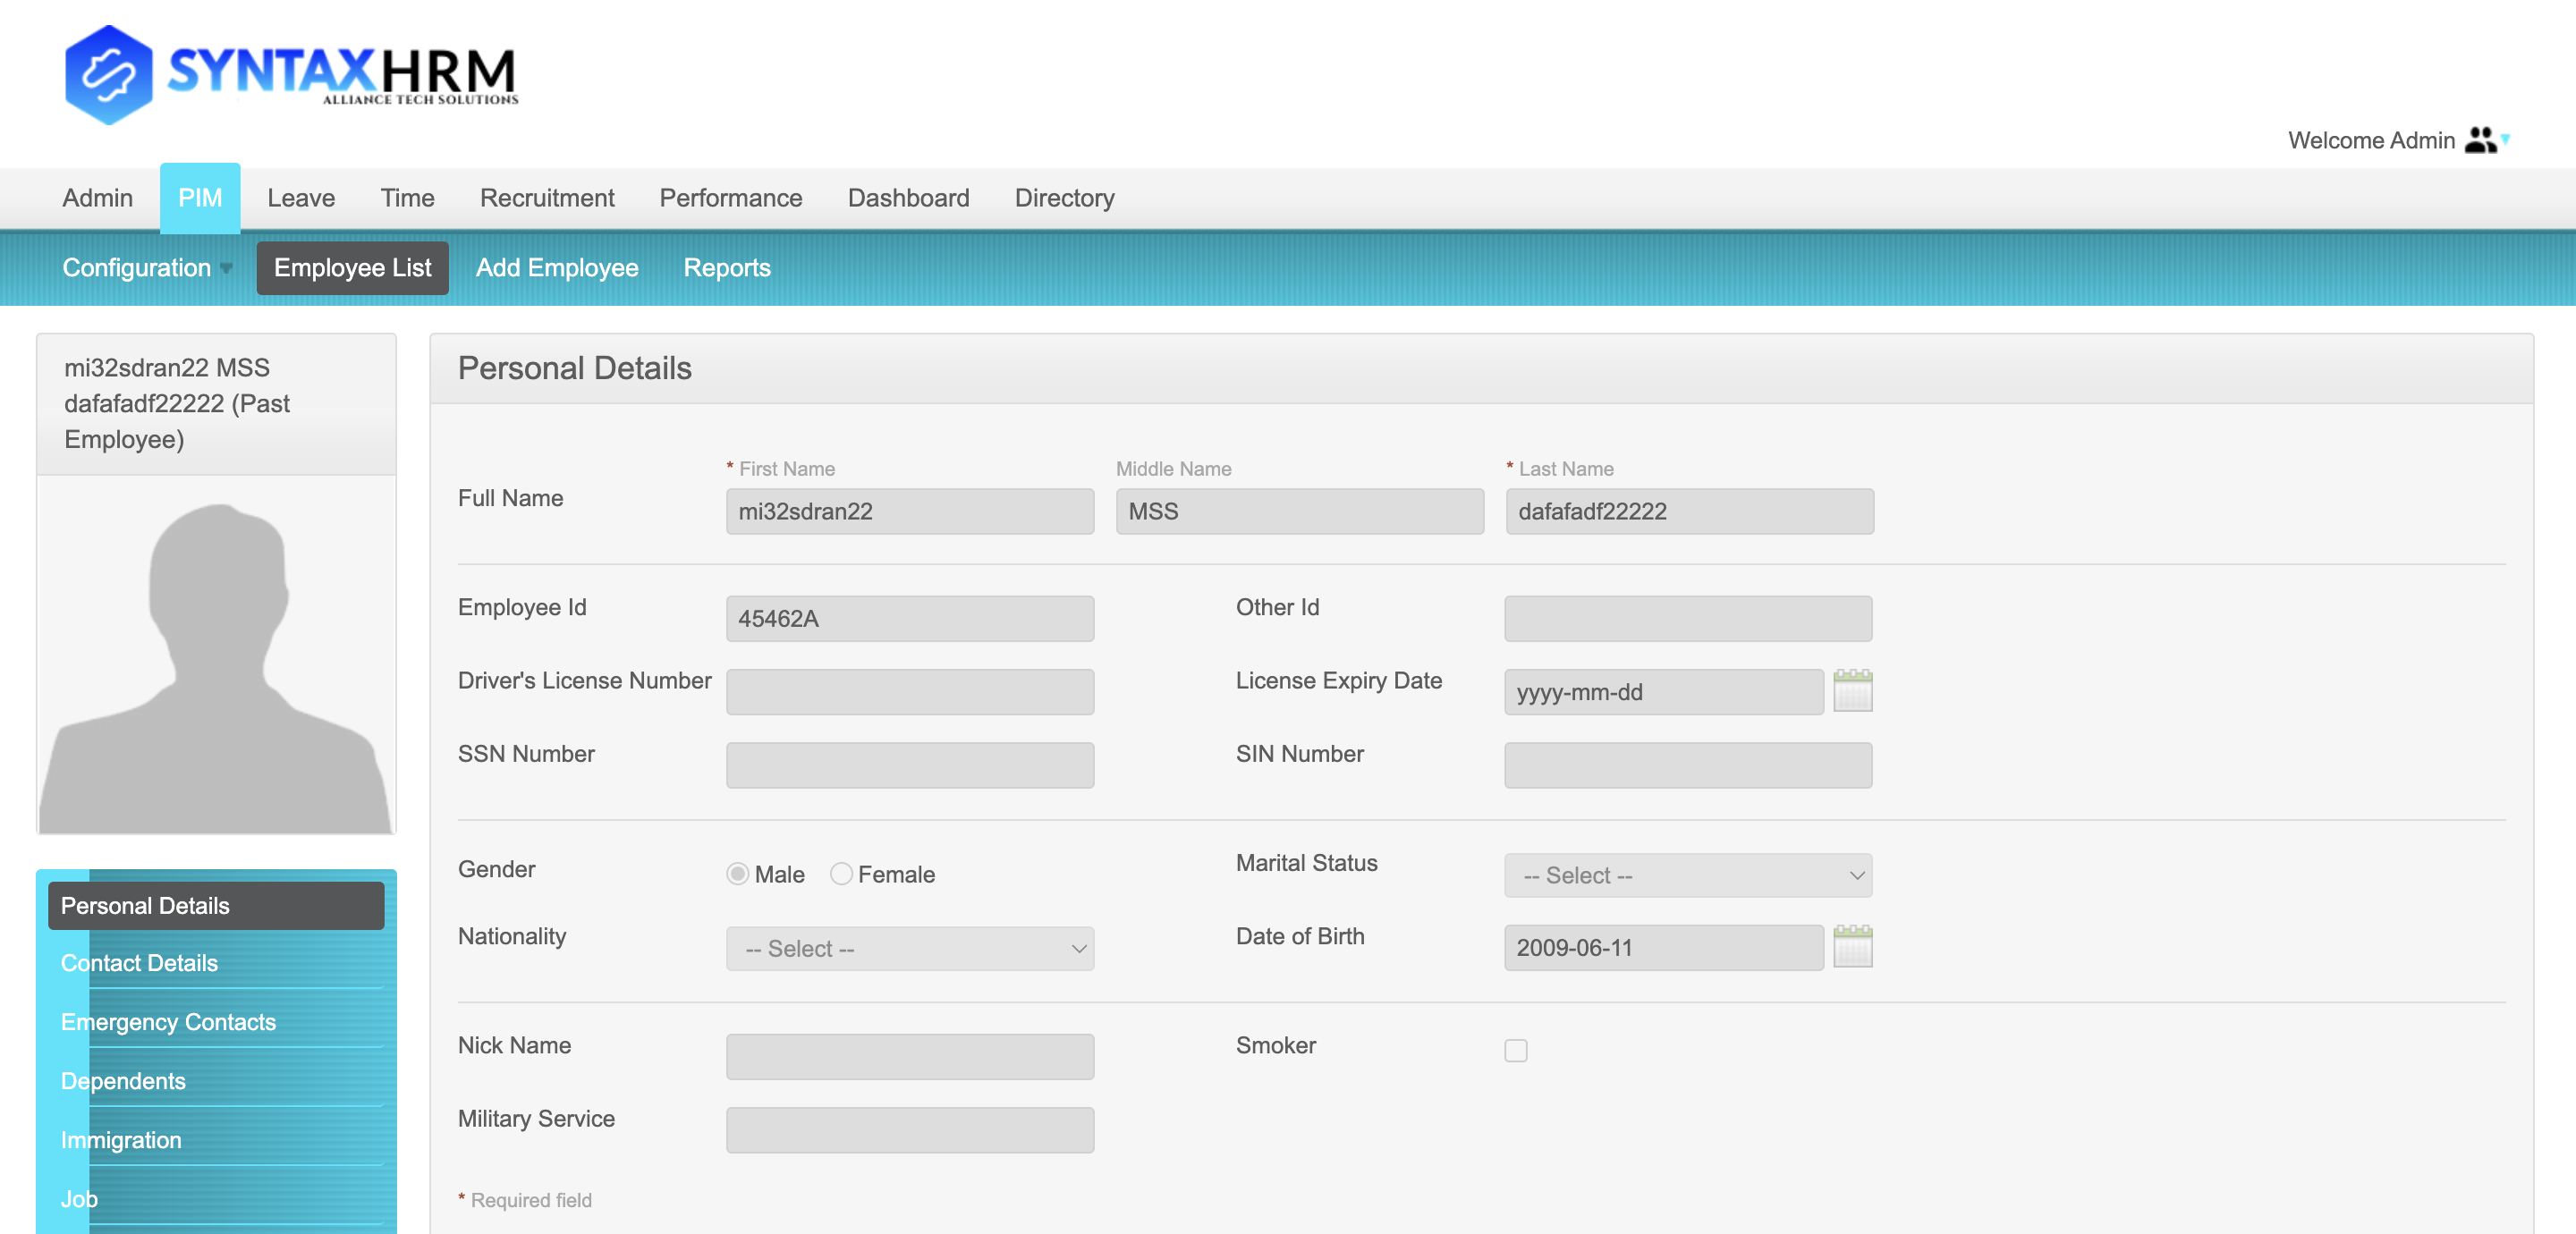 SYNTAXHRM
ALLIANCE TECH SOLUTIONS
Welcome Admin
Admin PIM Leave Time Recruitment Performance Dashboard Directory
Configuration Employee List Add Employee Reports
mi32sdran22 MSS
dafafadf22222 (Past
Employee)
Personal Details
Contact Details
Emergency Contacts
Dependents
Immigration
Job
Personal Details
* First Name Middle Name * Last Name
Full Name mi32sdran22 MSS dafafadf22222
Employee Id 45462A Other Id
Driver's License Number License Expiry Date yyyy-mm-dd
SSN Number SIN Number
Gender Male Female Marital Status -- Select --
Nationality -- Select -- Date of Birth 2009-06-11
Nick Name Smoker
Military Service
* Required field